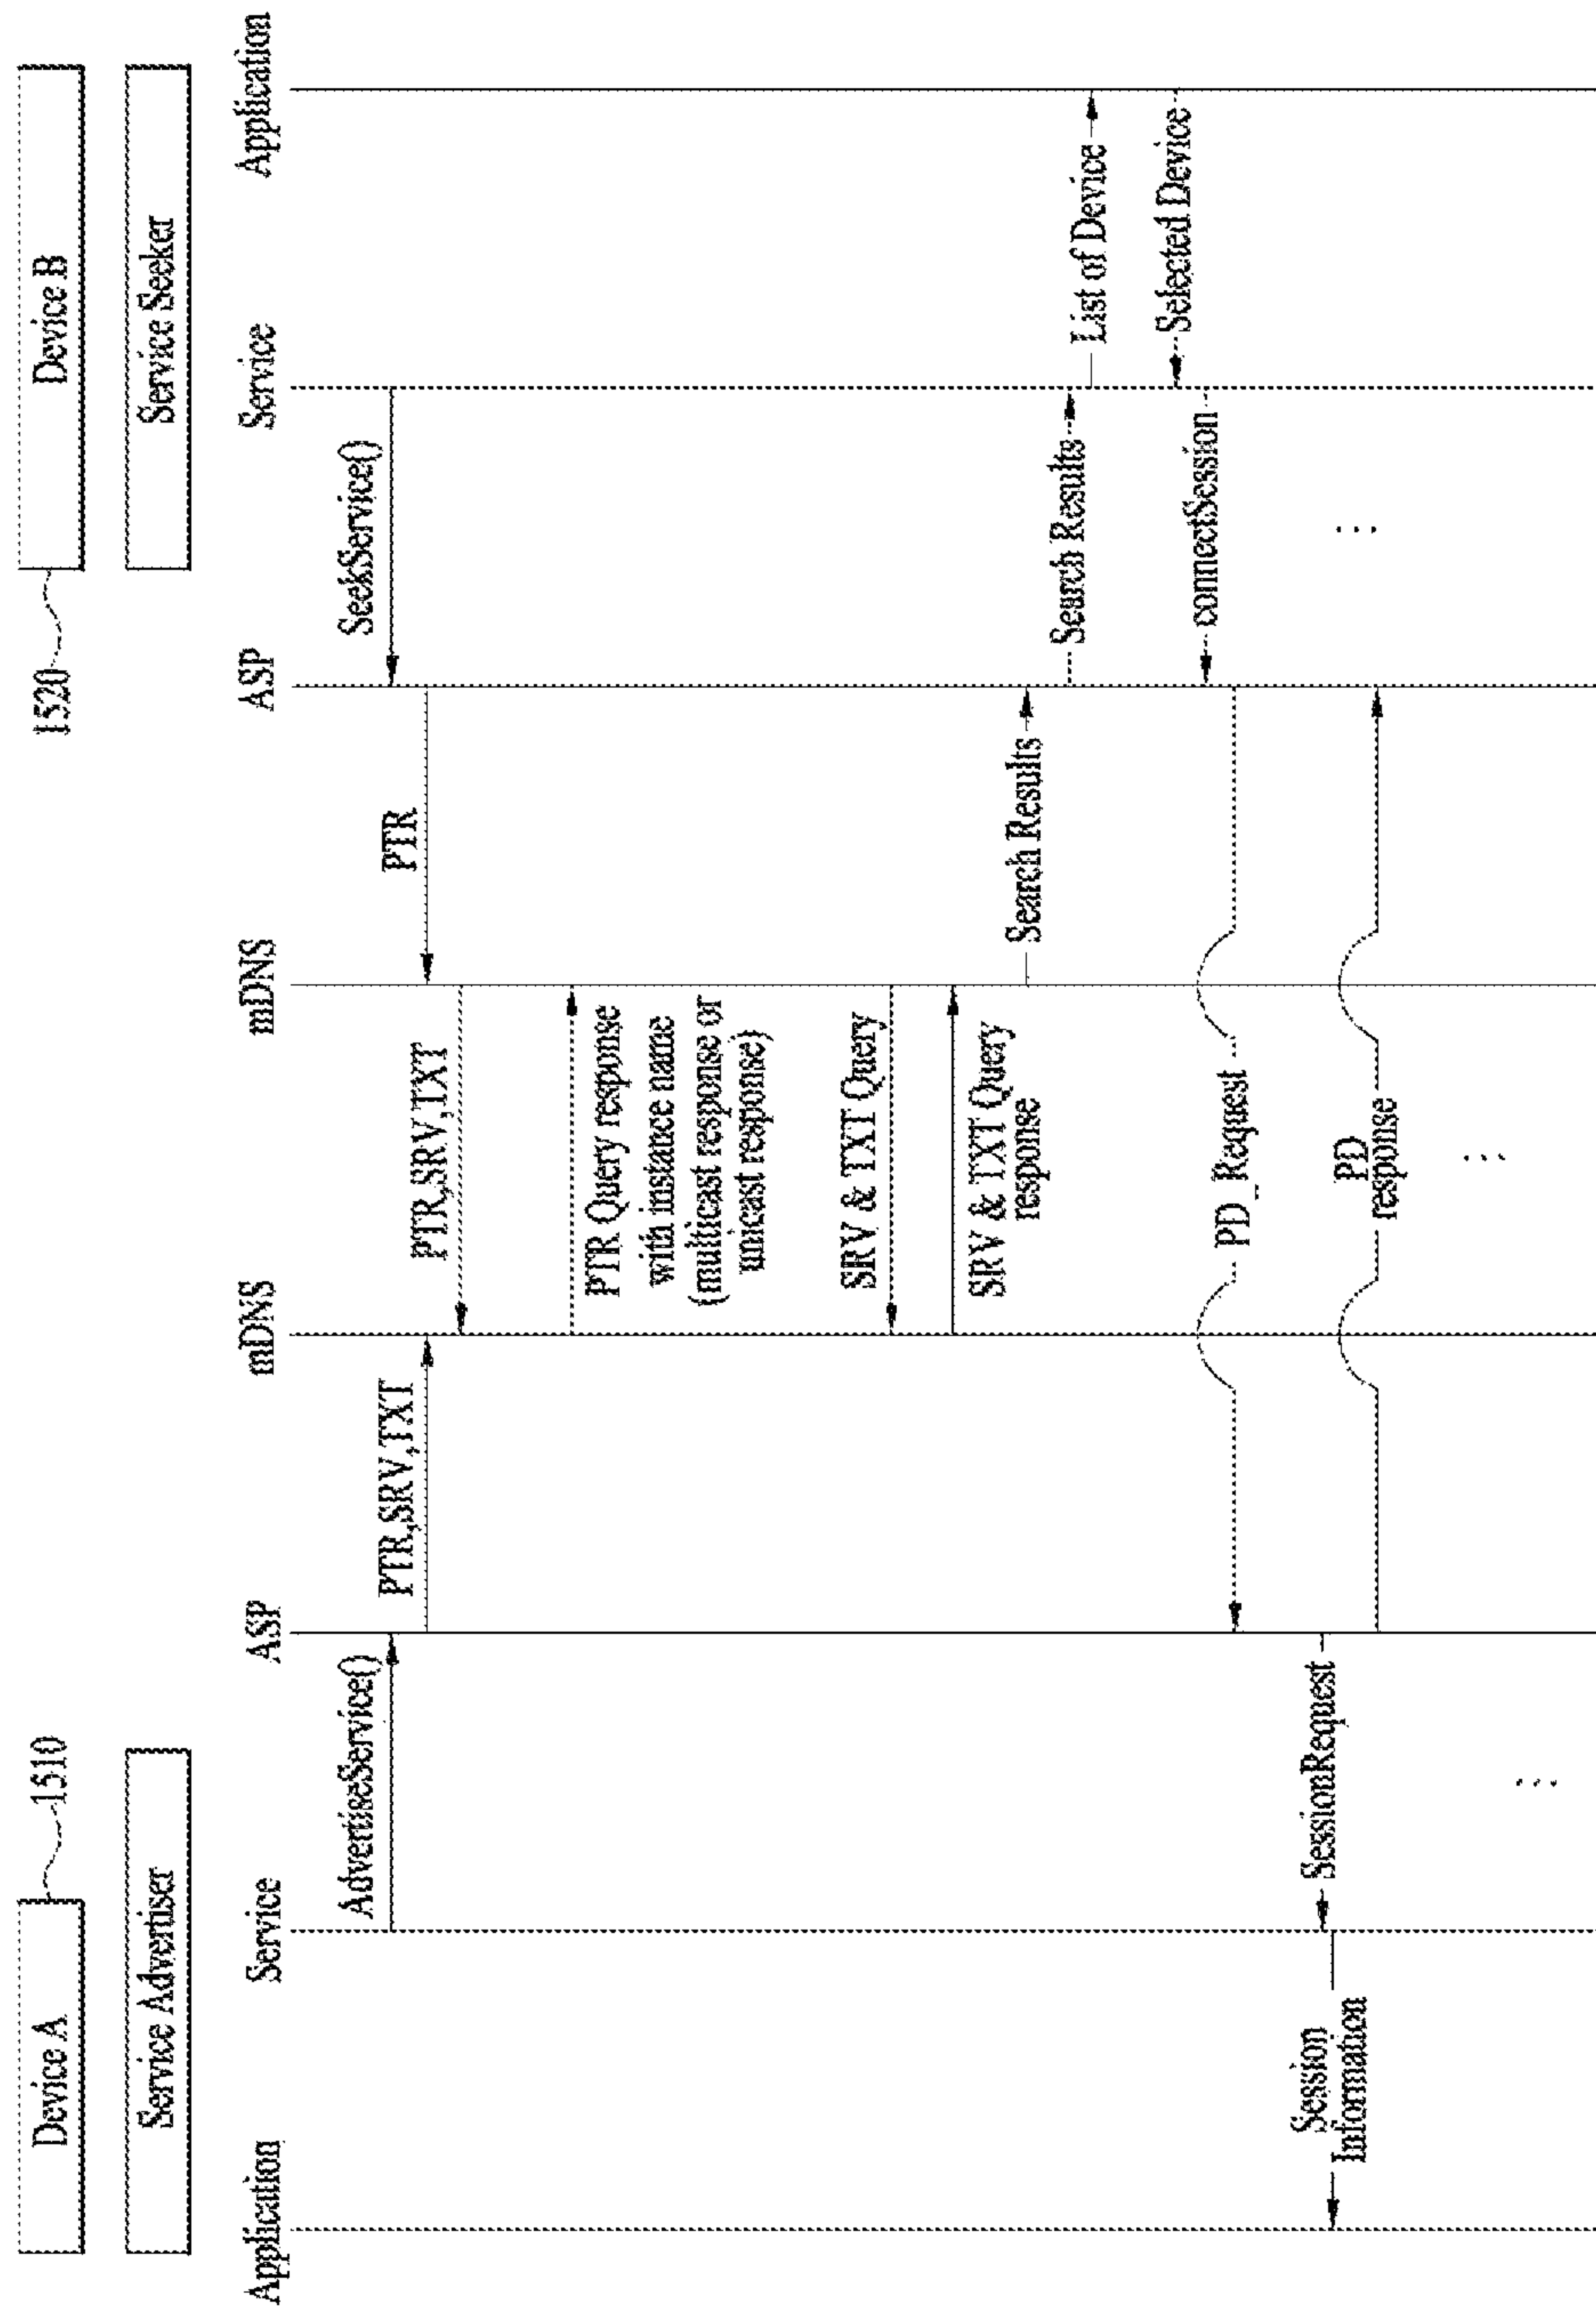 Device A
1510
1520
Device B
Service Advertiser
Service Seeker
Application
Service
ASP
mDNS
mDNS
ASP
Service
Application
AdvertiseService()
SeekService()
PTR,SRV,TXT
PTR
PTR,SRV,TXT
PTR Query response
with instance name
(multicast response or
unicast response)
SRV & TXT Query
SRV & TXT Query
response
Search Results
Search Results
List of Device
Selected Device
connectSession
PD_Request
SessionRequest
Session
Information
PD
response
...
...
...